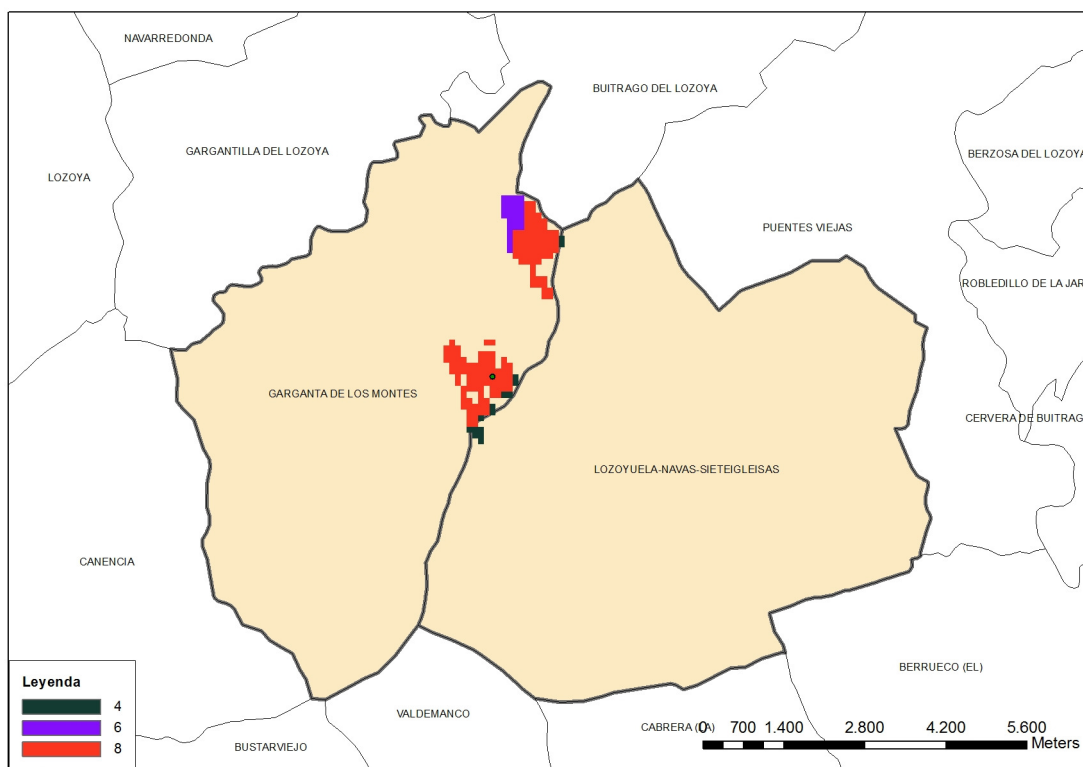 NAVARREDONDA
BUITRAGO DEL LOZOYA
GARGANTILLA DEL LOZOYA
BERZOSA DEL LOZOYA
LOZOYA
PUENTES VIEJAS
ROBLEDILLO DE LA JAR
GARGANTA DE LOS MONTES
CERVERA DE BUITRAG
LOZOYUELA-NAVAS-SIETEIGLEISAS
CANENCIA
BERRUECO (EL)
VALDEMANCO
CABRERA (LA)
BUSTARVIEJO
Leyenda
4
6
8
0 700 1.400 2.800 4.200 5.600
Meters